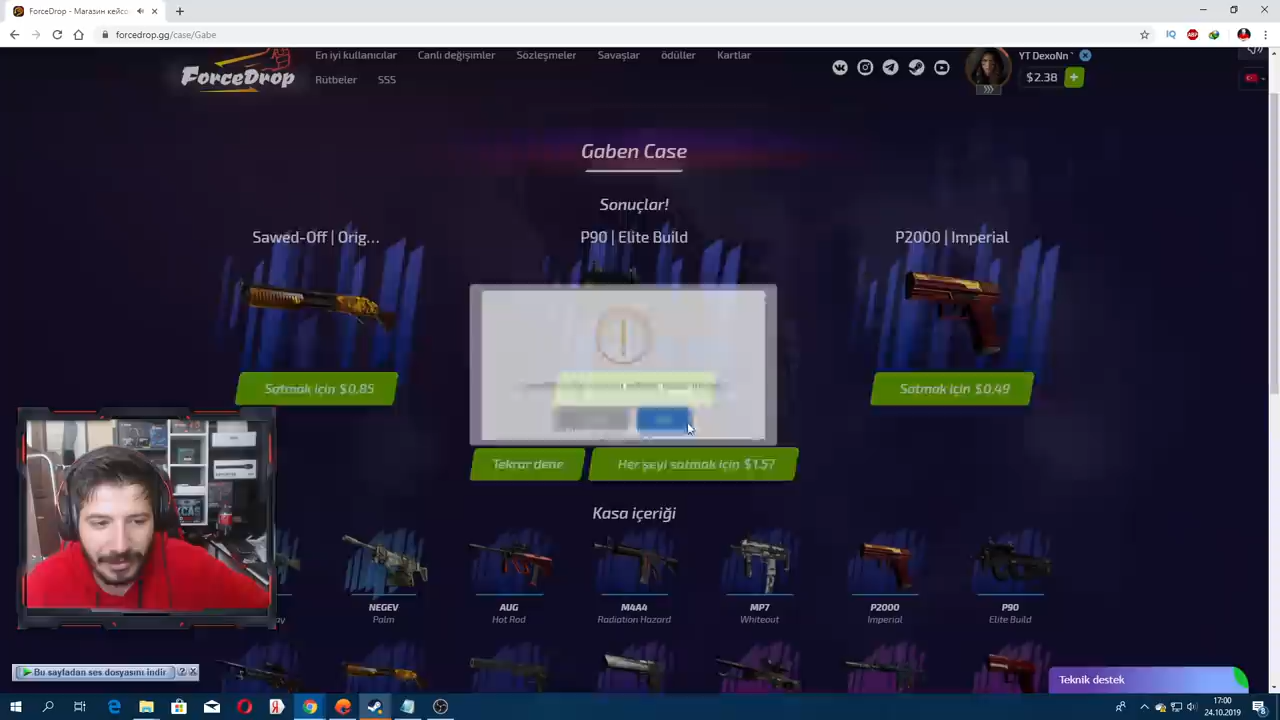 ForceDrop - Магазин кейсо
forcedrop.gg/case/Gabe
ForceDrop
En iyi kullanıcılar
Canlı değişimler
Sözleşmeler
Savaşlar
ödüller
Kartlar
Rütbeler
SSS
YT DexoNn
$2.38
Gaben Case
Sonuçlar!
Sawed-Off | Orig...
P90 | Elite Build
P2000 | Imperial
Satmak için $0.85
Satmak için $0.49
Tekrar dene
Her şeyi satmak için $1.57
Kasa içeriği
NEGEV
Palm
AUG
Hot Rod
M4A4
Radiation Hazard
MP7
Whiteout
P2000
Imperial
P90
Elite Build
Bu sayfadan ses dosyasını indir
Teknik destek
17:00
24.10.2019